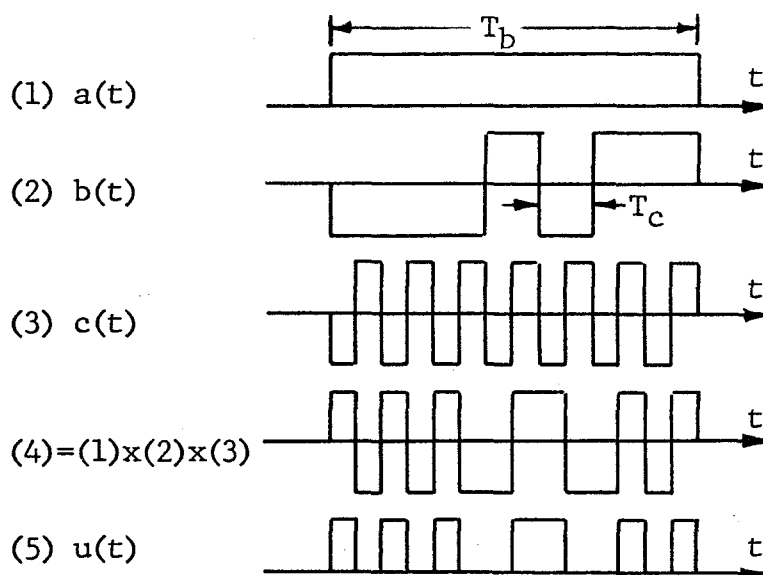 T_b
(1) a(t)
t
(2) b(t)
t
T_c
(3) c(t)
t
(4)=(1)x(2)x(3)
t
(5) u(t)
t